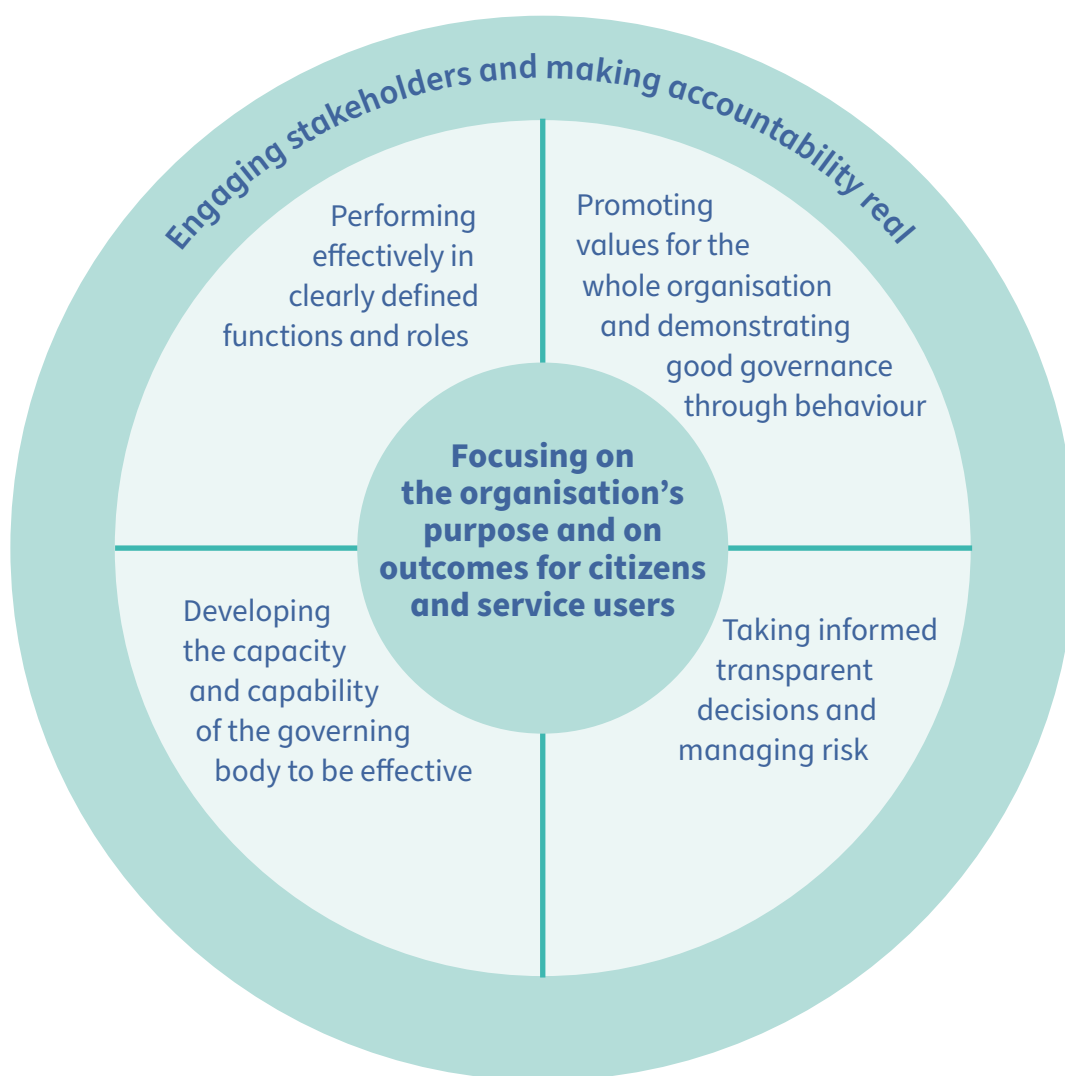 Engaging stakeholders and making accountability real
Performing
effectively in
clearly defined
functions and roles
Promoting
values for the
whole organisation
and demonstrating
good governance
through behaviour
Focusing on
the organisation’s
purpose and on
outcomes for citizens
and service users
Developing
the capacity
and capability
of the governing
body to be effective
Taking informed
transparent
decisions and
managing risk